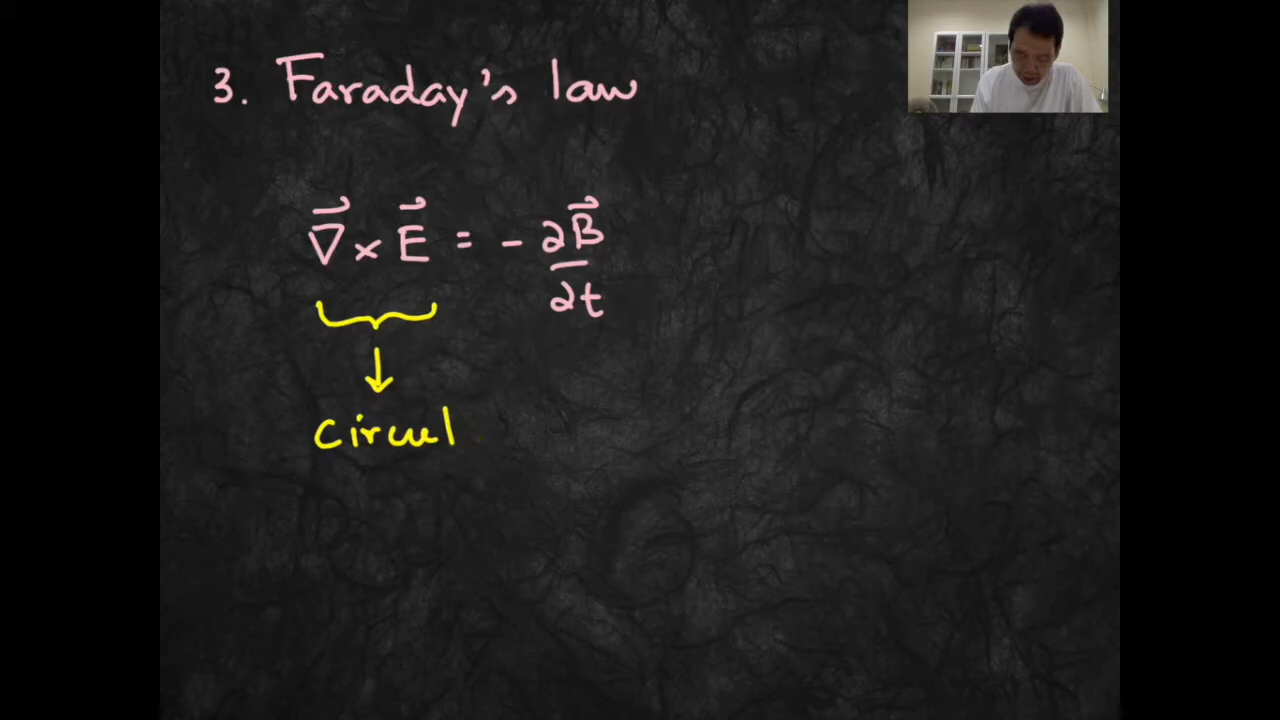 3. Faraday's law
∇⃗ × E⃗ = - ∂B⃗
∂t
Circul